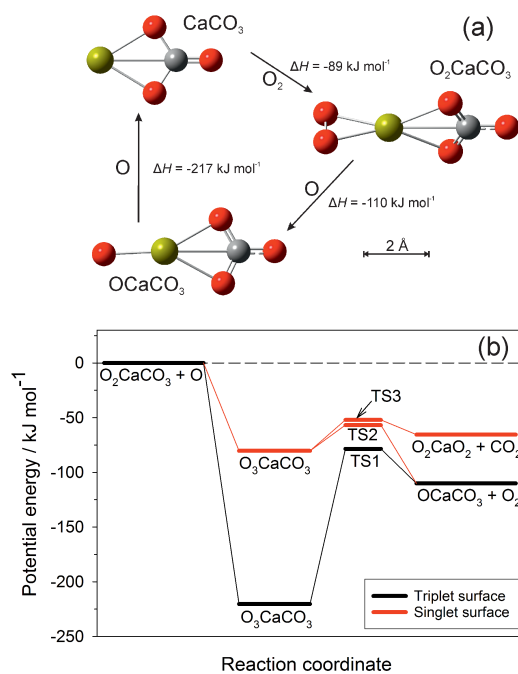 CaCO₃
(a)
ΔH = -89 kJ mol⁻¹
O₂
O₂CaCO₃
O
ΔH = -217 kJ mol⁻¹
O
ΔH = -110 kJ mol⁻¹
OCaCO₃
2 Å
(b)
0
O₂CaCO₃ + O
TS3
-50
TS2
O₃CaCO₃
O₂CaO₂ + CO₂
TS1
-100
OCaCO₃ + O₂
-150
-200
O₃CaCO₃
-250
Triplet surface
Singlet surface
Potential energy / kJ mol⁻¹
Reaction coordinate